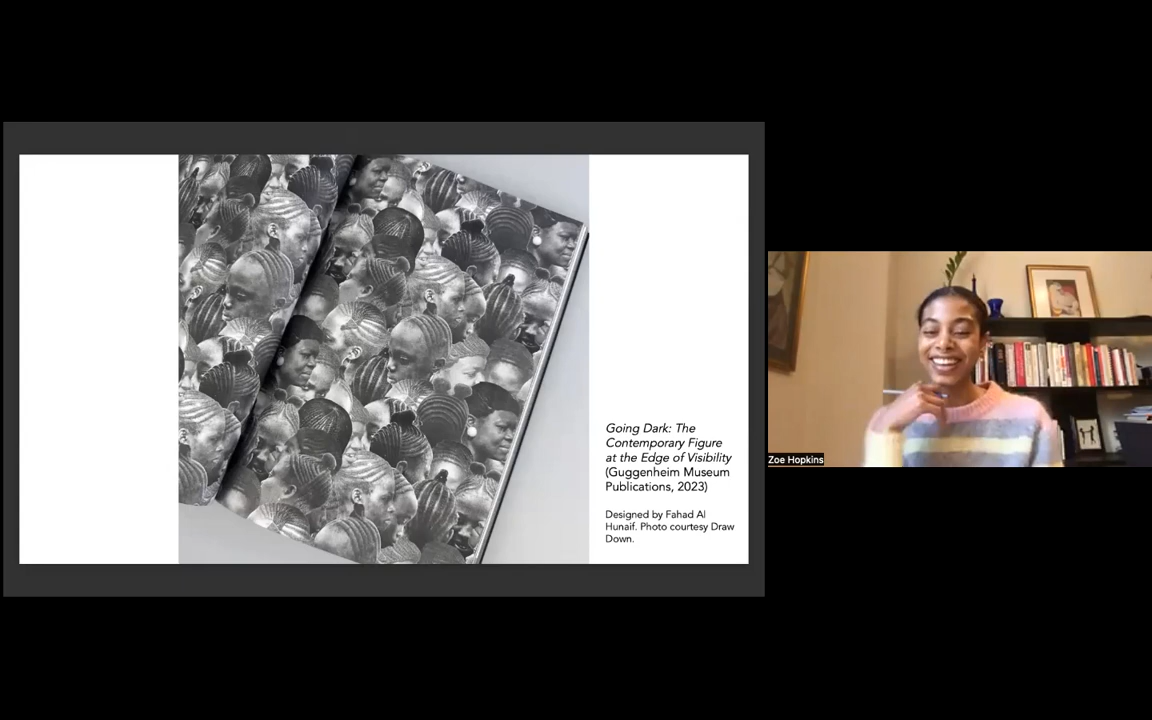 Going Dark: The
Contemporary Figure
at the Edge of Visibility
(Guggenheim Museum
Publications, 2023)
Designed by Fahad Al
Hunaif. Photo courtesy Draw
Down.
Zoe Hopkins